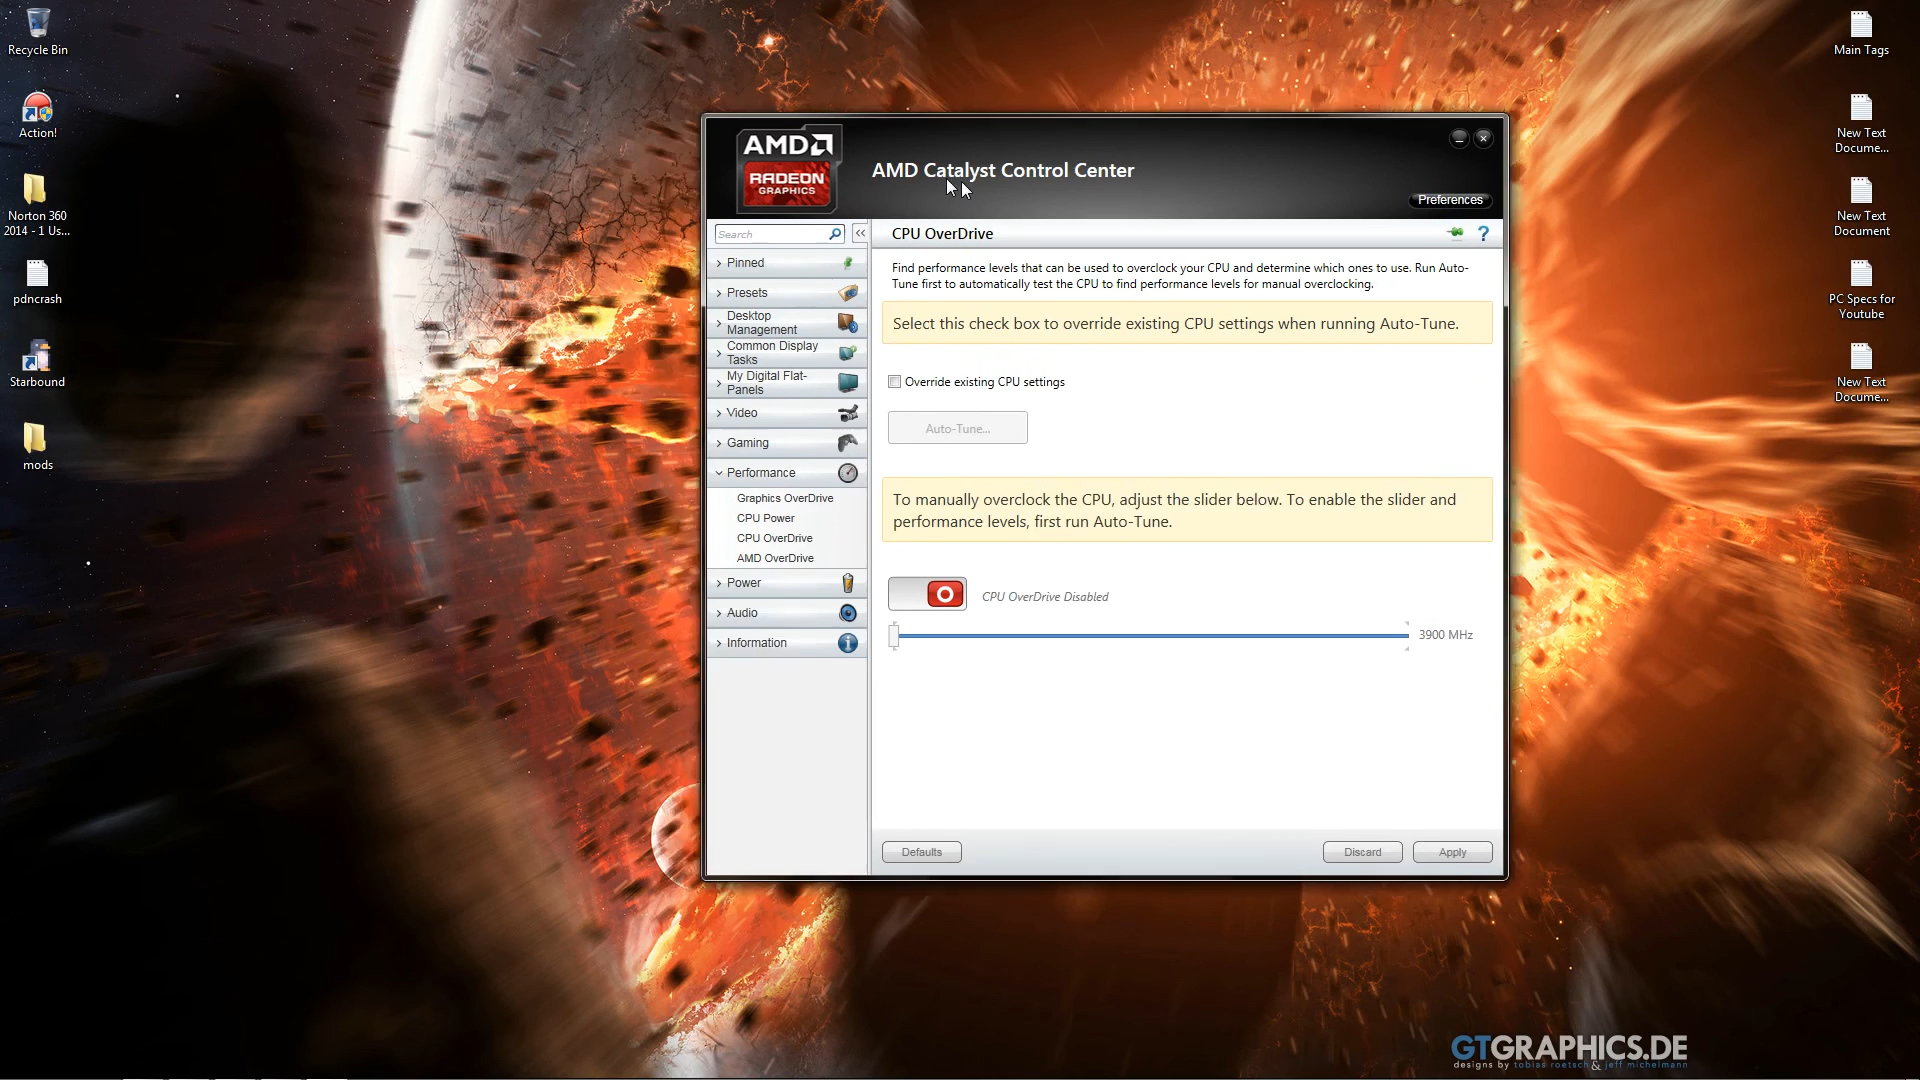 Recycle Bin
Action!
Norton 360
2014 - 1 Us...
pdncrash
Starbound
mods
AMD
RADEON
GRAPHICS
AMD Catalyst Control Center
Preferences
Search
Pinned
Presets
Desktop
Management
Common Display
Tasks
My Digital Flat-
Panels
Video
Gaming
Performance
Graphics OverDrive
CPU Power
CPU OverDrive
AMD OverDrive
Power
Audio
Information
CPU OverDrive
?
Find performance levels that can be used to overclock your CPU and determine which ones to use. Run Auto-
Tune first to automatically test the CPU to find performance levels for manual overclocking.
Select this check box to override existing CPU settings when running Auto-Tune.
Override existing CPU settings
Auto-Tune...
To manually overclock the CPU, adjust the slider below. To enable the slider and
performance levels, first run Auto-Tune.
CPU OverDrive Disabled
3900 MHz
Defaults
Discard
Apply
Main Tags
New Text
Docume...
New Text
Document
PC Specs for
Youtube
New Text
Docume...
GTGRAPHICS.DE
designs by tobias roetsch & jeff michelmann